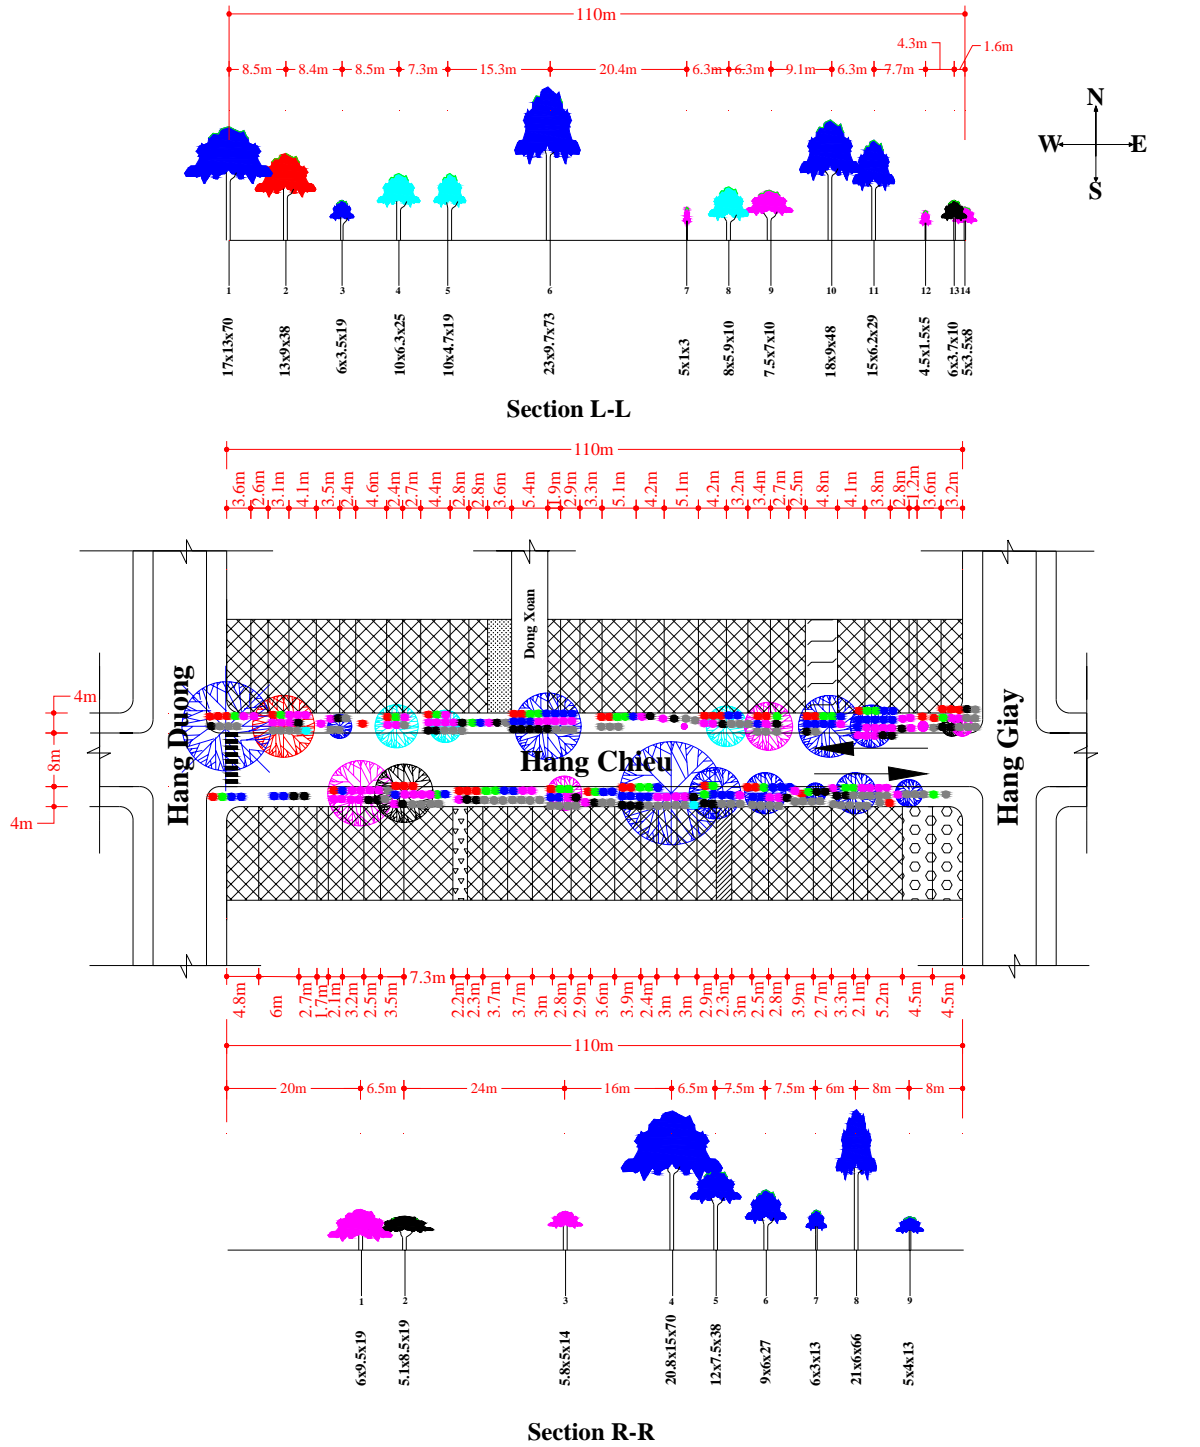 110m
4.3m
1.6m
8.5m 8.4m 8.5m 7.3m 15.3m 20.4m 6.3m 6.3m 9.1m 6.3m 7.7m
N
W E
S
1 2 3 4 5 6 7 8 9 10 11 12 13 14
17x13x70 13x9x38 6x3.5x19 10x6.3x25 10x4.7x19 23x9.7x73 5x1x3 8x5.9x10 7.5x7x10 18x9x48 15x6.2x29 4.5x1.5x5 6x3.7x10 5x3.5x8
Section L-L
110m
3.6m 2.6m 3.1m 4.1m 3.5m 2.4m 4.6m 2.4m 2.7m 4.4m 2.8m 2.8m 3.6m 5.4m 1.9m 2.9m 3.3m 5.1m 4.2m 5.1m 4.2m 3.2m 3.4m 2.7m 2.5m 4.8m 4.1m 3.8m 2.8m 1.2m 3.6m 3.2m
Dong Xoan
4m
Hang Duong
Hang Giay
8m
Hang Chieu
4m
4.8m 6m 2.7m 1.7m 2.1m 3.2m 2.5m 3.5m 7.3m 2.2m 2.3m 3.7m 3.7m 3m 2.8m 2.9m 3.6m 3.9m 2.4m 3m 3m 2.9m 2.3m 3m 2.5m 2.8m 3.9m 2.7m 3.3m 2.1m 5.2m 4.5m 4.5m
110m
20m 6.5m 24m 16m 6.5m 7.5m 7.5m 6m 8m 8m
1 2 3 4 5 6 7 8 9
6x9.5x19 5.1x8.5x19 5.8x5x14 20.8x15x70 12x7.5x38 9x6x27 6x3x13 21x6x66 5x4x13
Section R-R